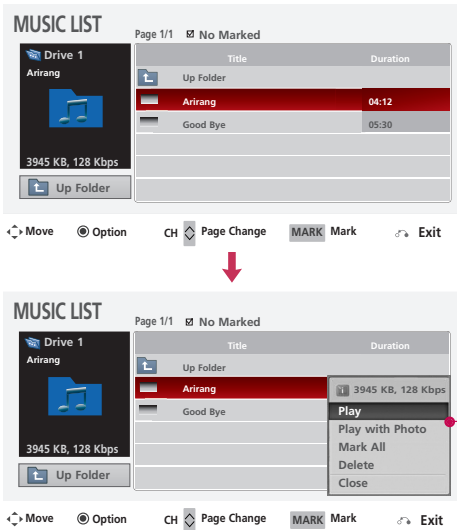 MUSIC LIST
Page 1/1 No Marked
Drive 1
Arirang
3945 KB, 128 Kbps
Up Folder
Title Duration
Up Folder
Arirang 04:12
Good Bye 05:30
Move Option CH Page Change MARK Mark Exit
MUSIC LIST
Page 1/1 No Marked
Drive 1
Arirang
3945 KB, 128 Kbps
Up Folder
Title Duration
Up Folder
Arirang
Good Bye
3945 KB, 128 Kbps
Play
Play with Photo
Mark All
Delete
Close
Move Option CH Page Change MARK Mark Exit